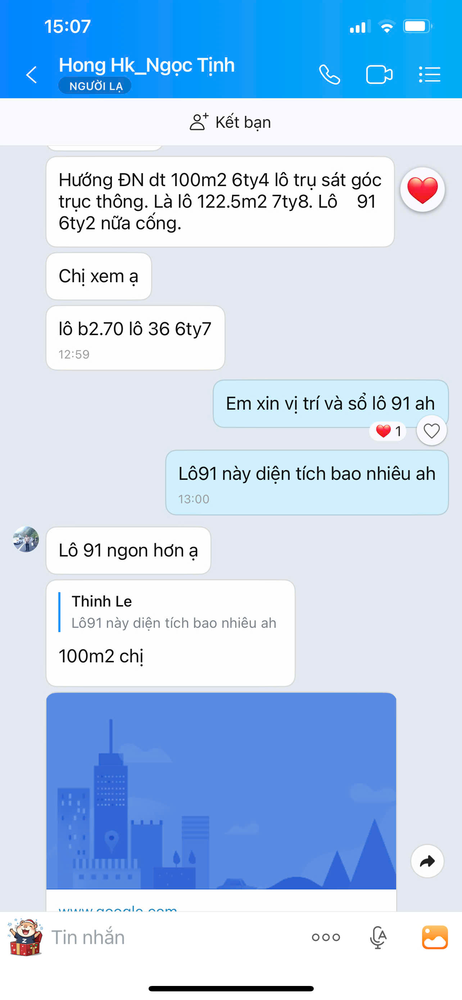 15:07
Hong Hk_Ngọc Tịnh
NGƯỜI LẠ
Kết bạn
Hướng ĐN dt 100m2 6ty4 lô trụ sát góc
trục thông. Là lô 122.5m2 7ty8. Lô 91
6ty2 nữa cống.
Chị xem ạ
lô b2.70 lô 36 6ty7
12:59
Em xin vị trí và sổ lô 91 ah
1
Lô91 này diện tích bao nhiêu ah
13:00
Lô 91 ngon hơn ạ
Thinh Le
Lô91 này diện tích bao nhiêu ah
100m2 chị
www.google.com
Z
Tin nhắn
A